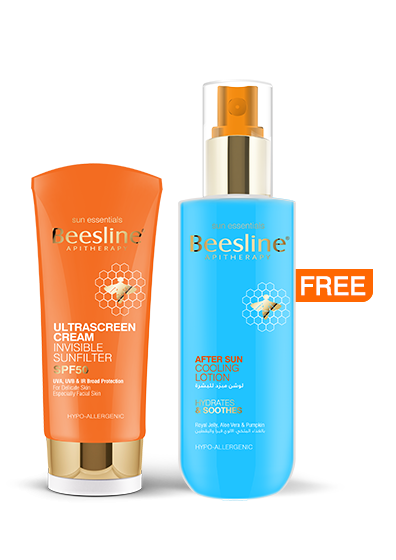 sun essentials
Beesline®
APITHERAPY
ULTRASCREEN
CREAM
INVISIBLE
SUNFILTER
SPF50
UVA, UVB & IR Broad Protection
For Delicate Skin
Especially Facial Skin
HYPO-ALLERGENIC
sun essentials
Beesline®
APITHERAPY
AFTER SUN
COOLING
LOTION
لوشن مبرد للبشرة
HYDRATES
& SOOTHES
Royal Jelly, Aloe Vera & Pumpkin
HYPO-ALLERGENIC
FREE